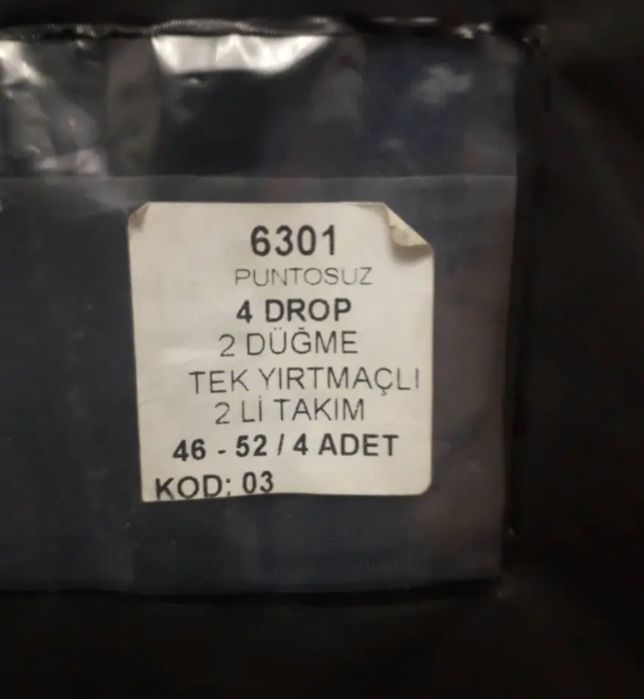 6301
PUNTOSUZ
4 DROP
2 DÜĞME
TEK YIRTMAÇLI
2 Lİ TAKIM
46 - 52 / 4 ADET
KOD: 03